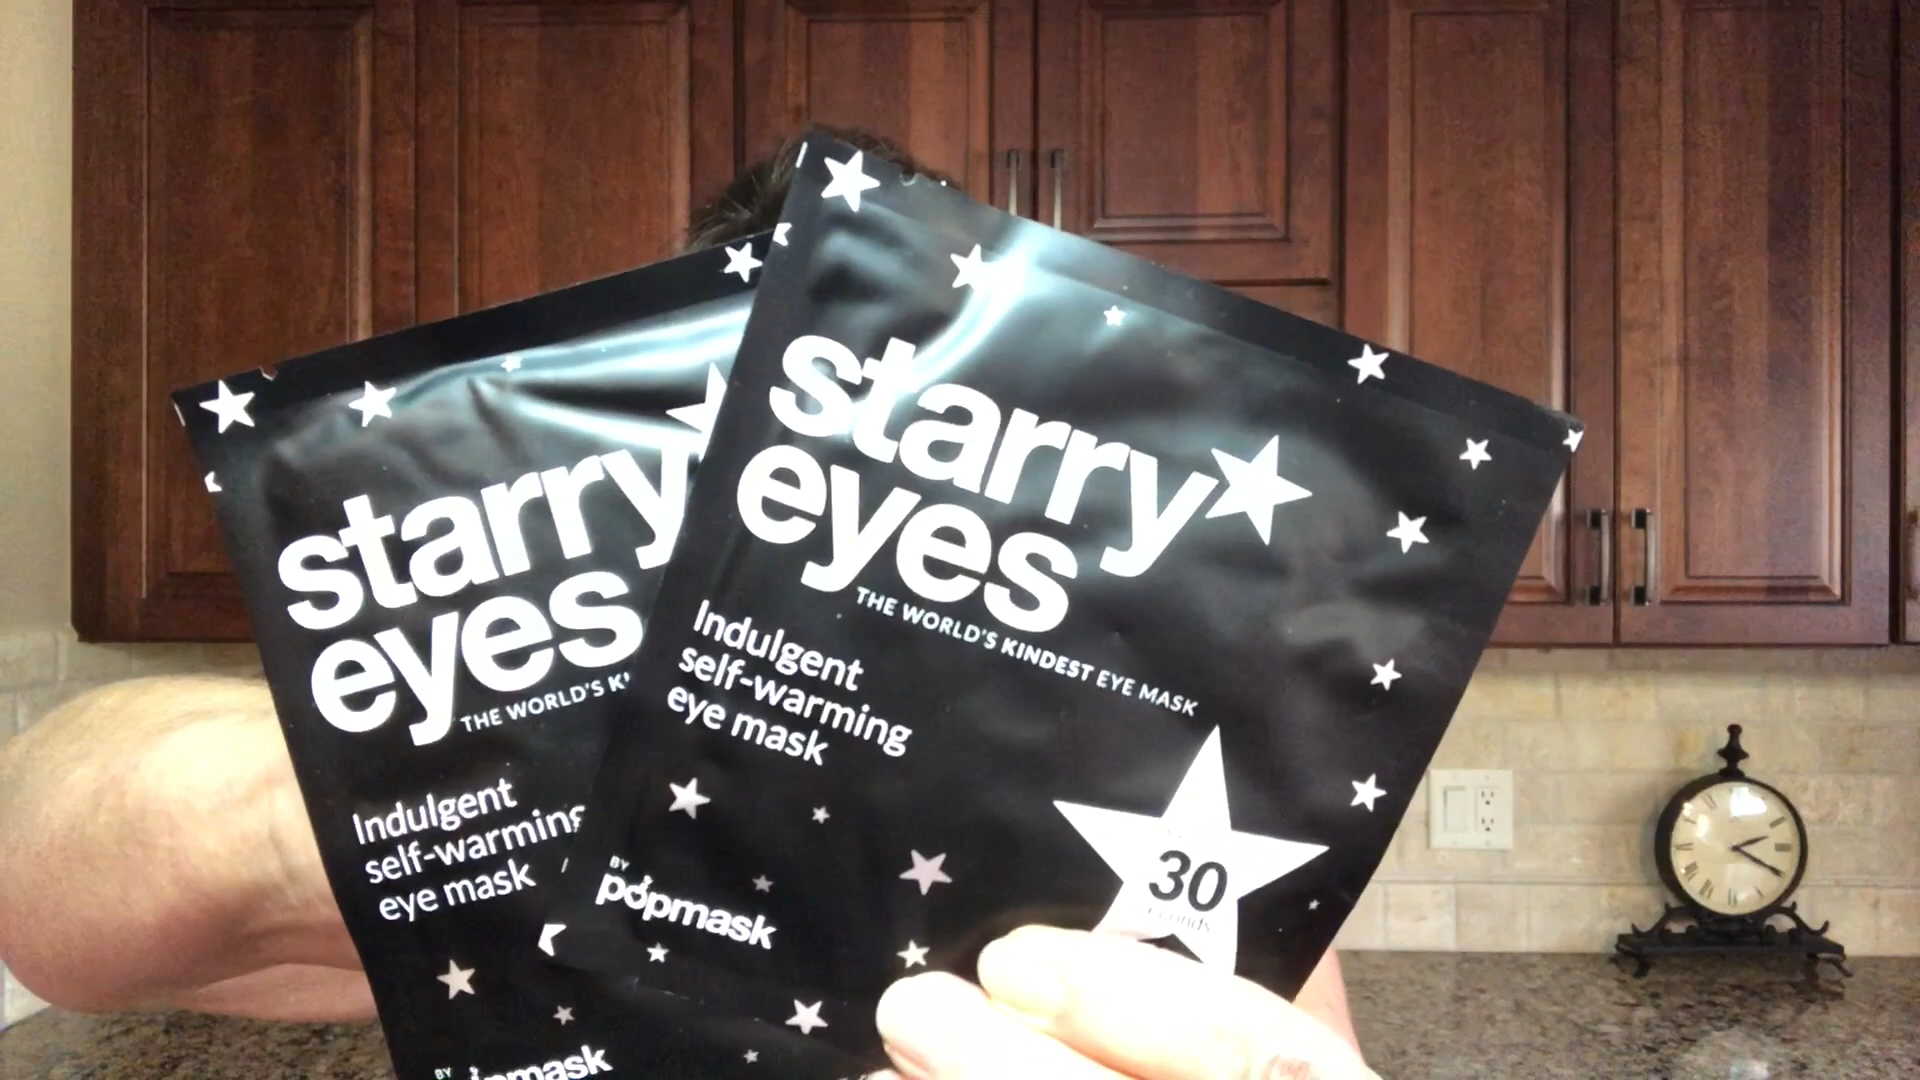 starry
eyes
THE WORLD'S
Indulgent
self-warming
eye mask
BY
starry
eyes
THE WORLD'S KINDEST EYE MASK
Indulgent
self-warming
eye mask
BY
popmask
30